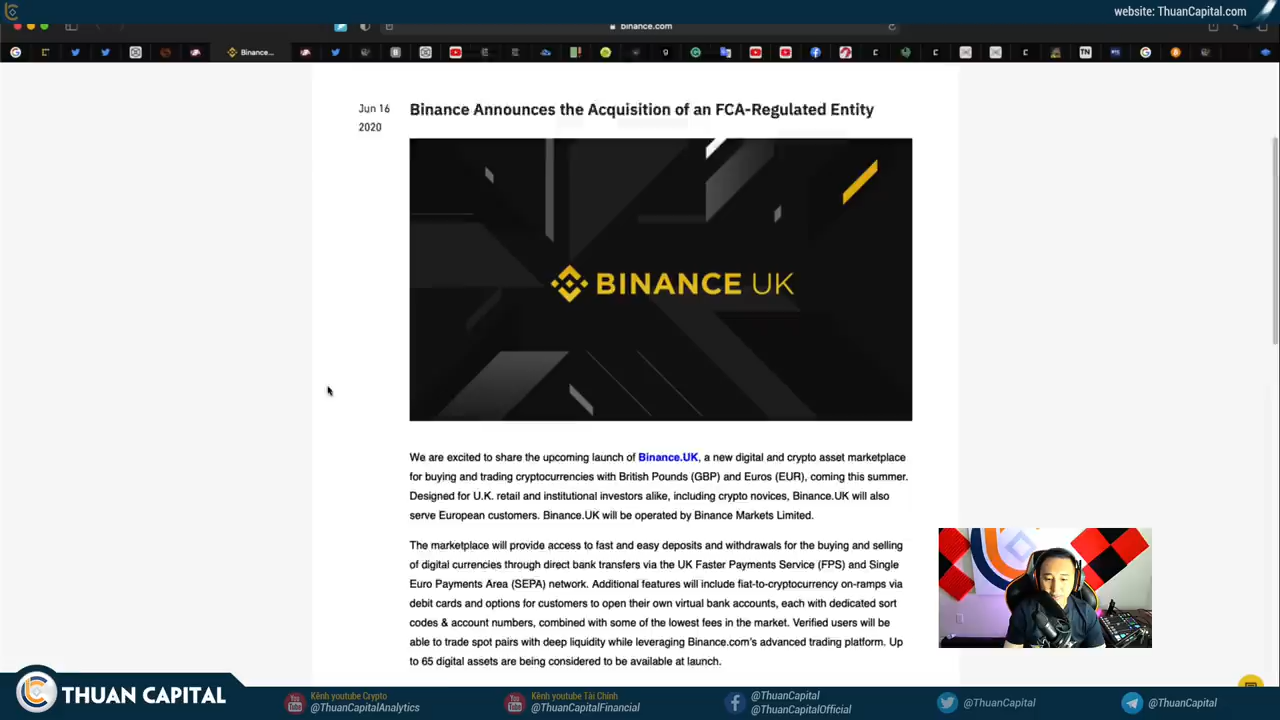 website: ThuanCapital.com
binance.com
Binance...
Jun 16
2020
Binance Announces the Acquisition of an FCA-Regulated Entity
BINANCE UK
We are excited to share the upcoming launch of Binance.UK, a new digital and crypto asset marketplace
for buying and trading cryptocurrencies with British Pounds (GBP) and Euros (EUR), coming this summer.
Designed for U.K. retail and institutional investors alike, including crypto novices, Binance.UK will also
serve European customers. Binance.UK will be operated by Binance Markets Limited.
The marketplace will provide access to fast and easy deposits and withdrawals for the buying and selling
of digital currencies through direct bank transfers via the UK Faster Payments Service (FPS) and Single
Euro Payments Area (SEPA) network. Additional features will include fiat-to-cryptocurrency on-ramps via
debit cards and options for customers to open their own virtual bank accounts, each with dedicated sort
codes & account numbers, combined with some of the lowest fees in the market. Verified users will be
able to trade spot pairs with deep liquidity while leveraging Binance.com's advanced trading platform. Up
to 65 digital assets are being considered to be available at launch.
THUAN CAPITAL
Kênh youtube Crypto
@ThuanCapitalAnalytics
Kênh youtube Tài Chính
@ThuanCapitalFinancial
@ThuanCapital
@ThuanCapitalOfficial
@ThuanCapital
@ThuanCapital